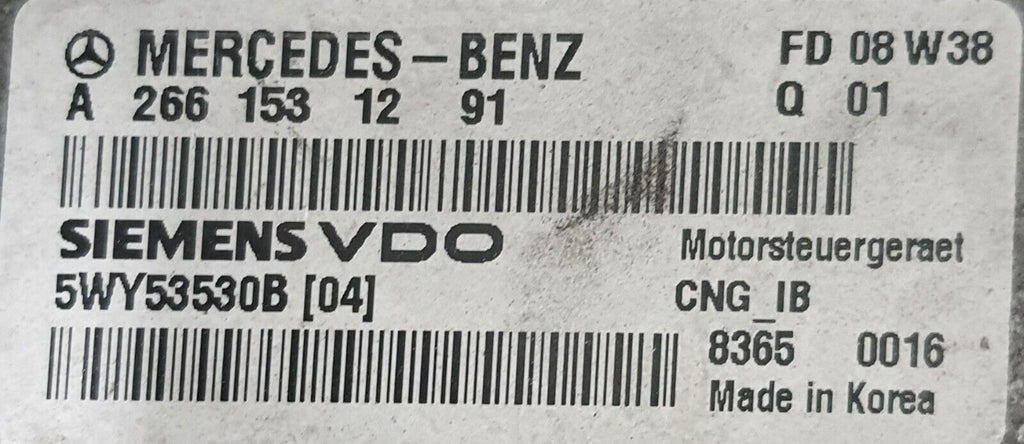 MERCEDES-BENZ FD 08 W38
A 266 153 12 91 Q 01
SIEMENS VDO Motorsteuergeraet
5WY53530B [04] CNG_IB
8365 0016
Made in Korea